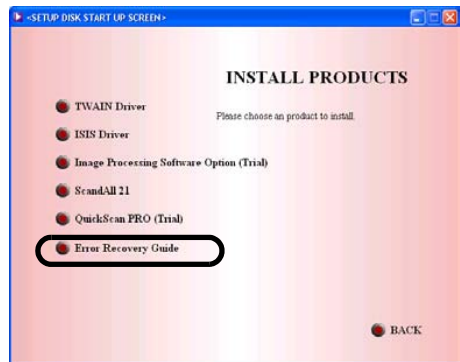 <SETUP DISK START UP SCREEN>
INSTALL PRODUCTS
Please choose an product to install.
TWAIN Driver
ISIS Driver
Image Processing Software Option (Trial)
ScandAll 21
QuickScan PRO (Trial)
Error Recovery Guide
BACK